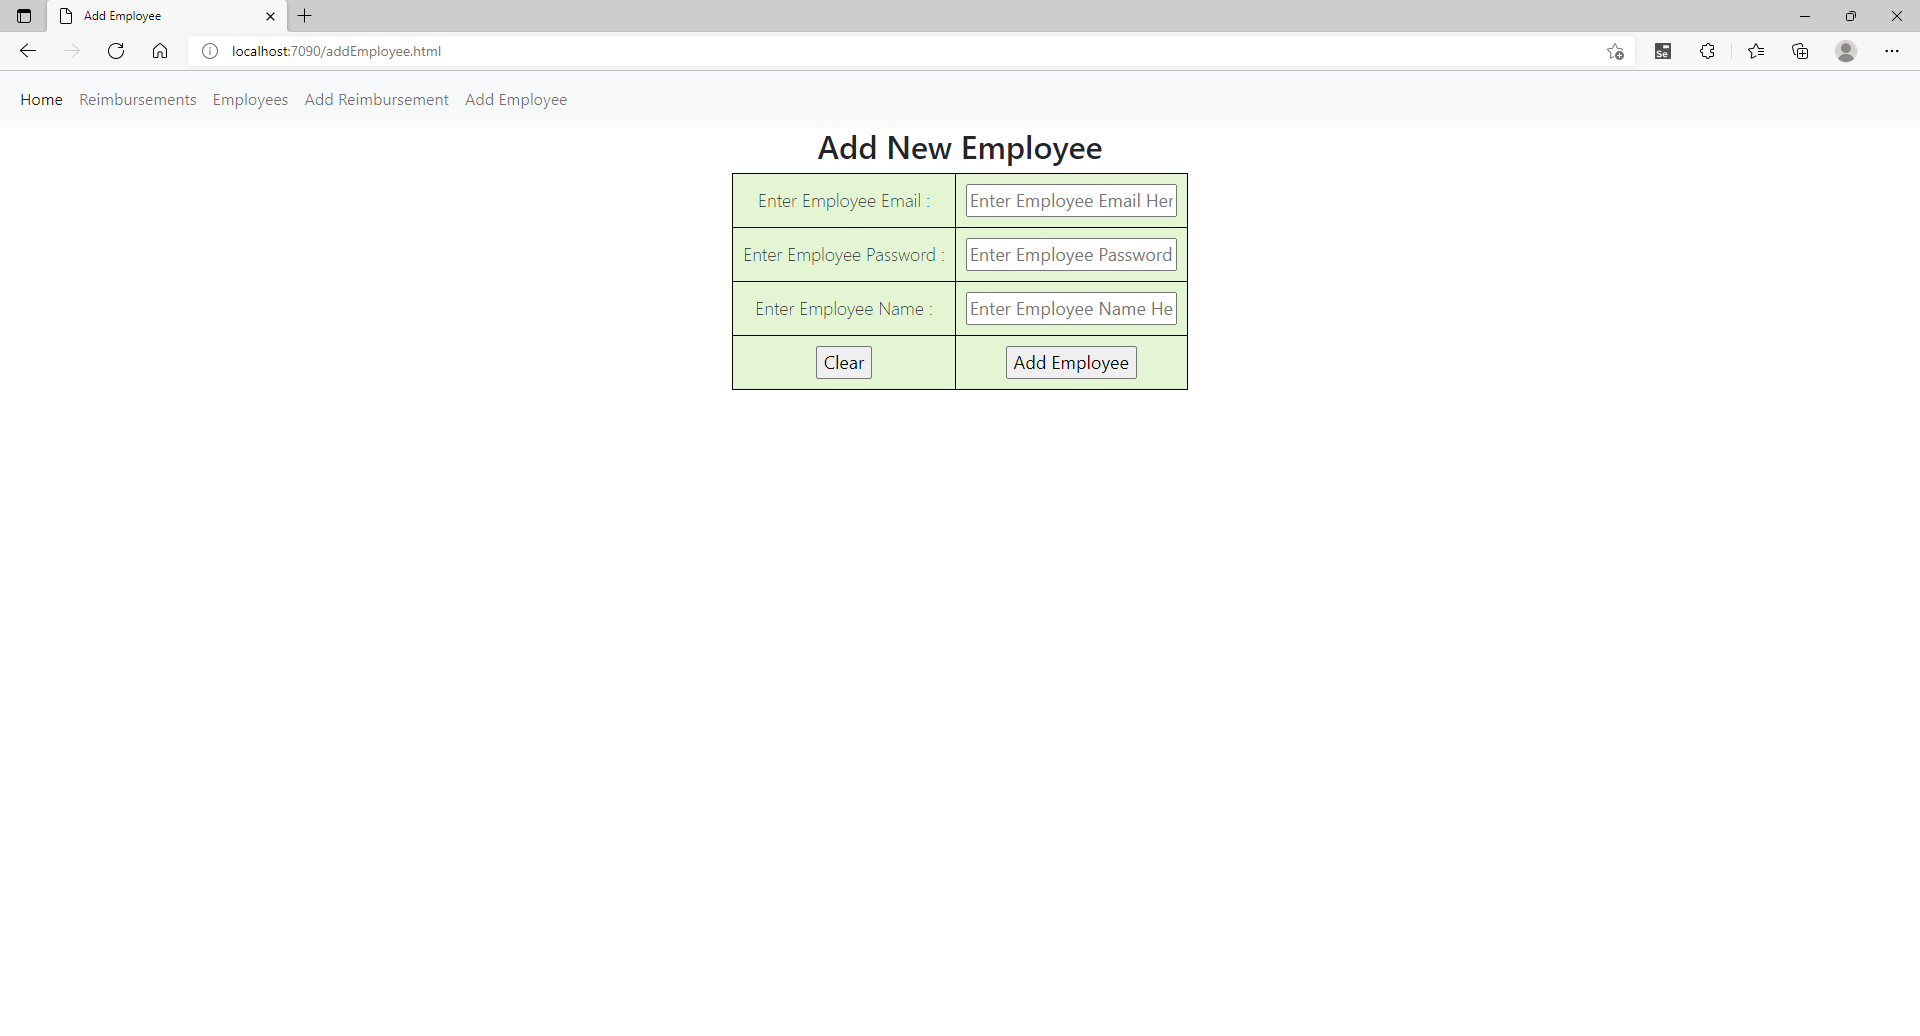 Add Employee
localhost:7090/addEmployee.html
Se
Home Reimbursements Employees Add Reimbursement Add Employee
Add New Employee
Enter Employee Email : Enter Employee Email Her
Enter Employee Password : Enter Employee Password
Enter Employee Name : Enter Employee Name He
Clear Add Employee